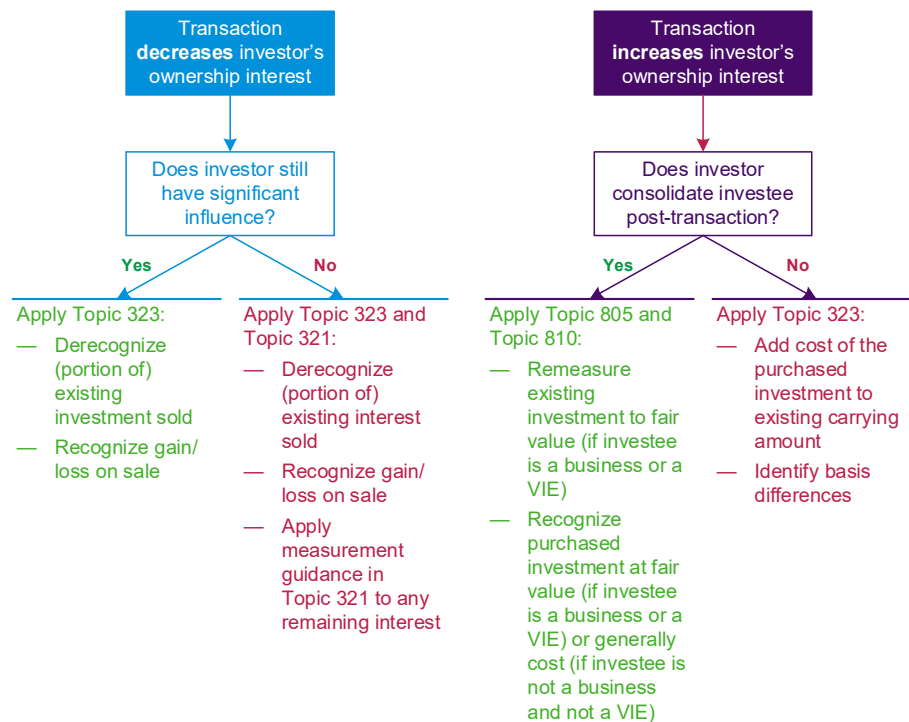 Transaction
decreases investor's
ownership interest
Does investor still
have significant
influence?
Yes
No
Apply Topic 323:
— Derecognize
(portion of)
existing
investment sold
— Recognize gain/
loss on sale
Apply Topic 323 and
Topic 321:
— Derecognize
(portion of)
existing interest
sold
— Recognize gain/
loss on sale
— Apply
measurement
guidance in
Topic 321 to any
remaining interest
Transaction
increases investor's
ownership interest
Does investor
consolidate investee
post-transaction?
Yes
No
Apply Topic 805 and
Topic 810:
— Remeasure
existing
investment to fair
value (if investee
is a business or a
VIE)
— Recognize
purchased
investment at fair
value (if investee
is a business or a
VIE) or generally
cost (if investee is
not a business
and not a VIE)
Apply Topic 323:
— Add cost of the
purchased
investment to
existing carrying
amount
— Identify basis
differences